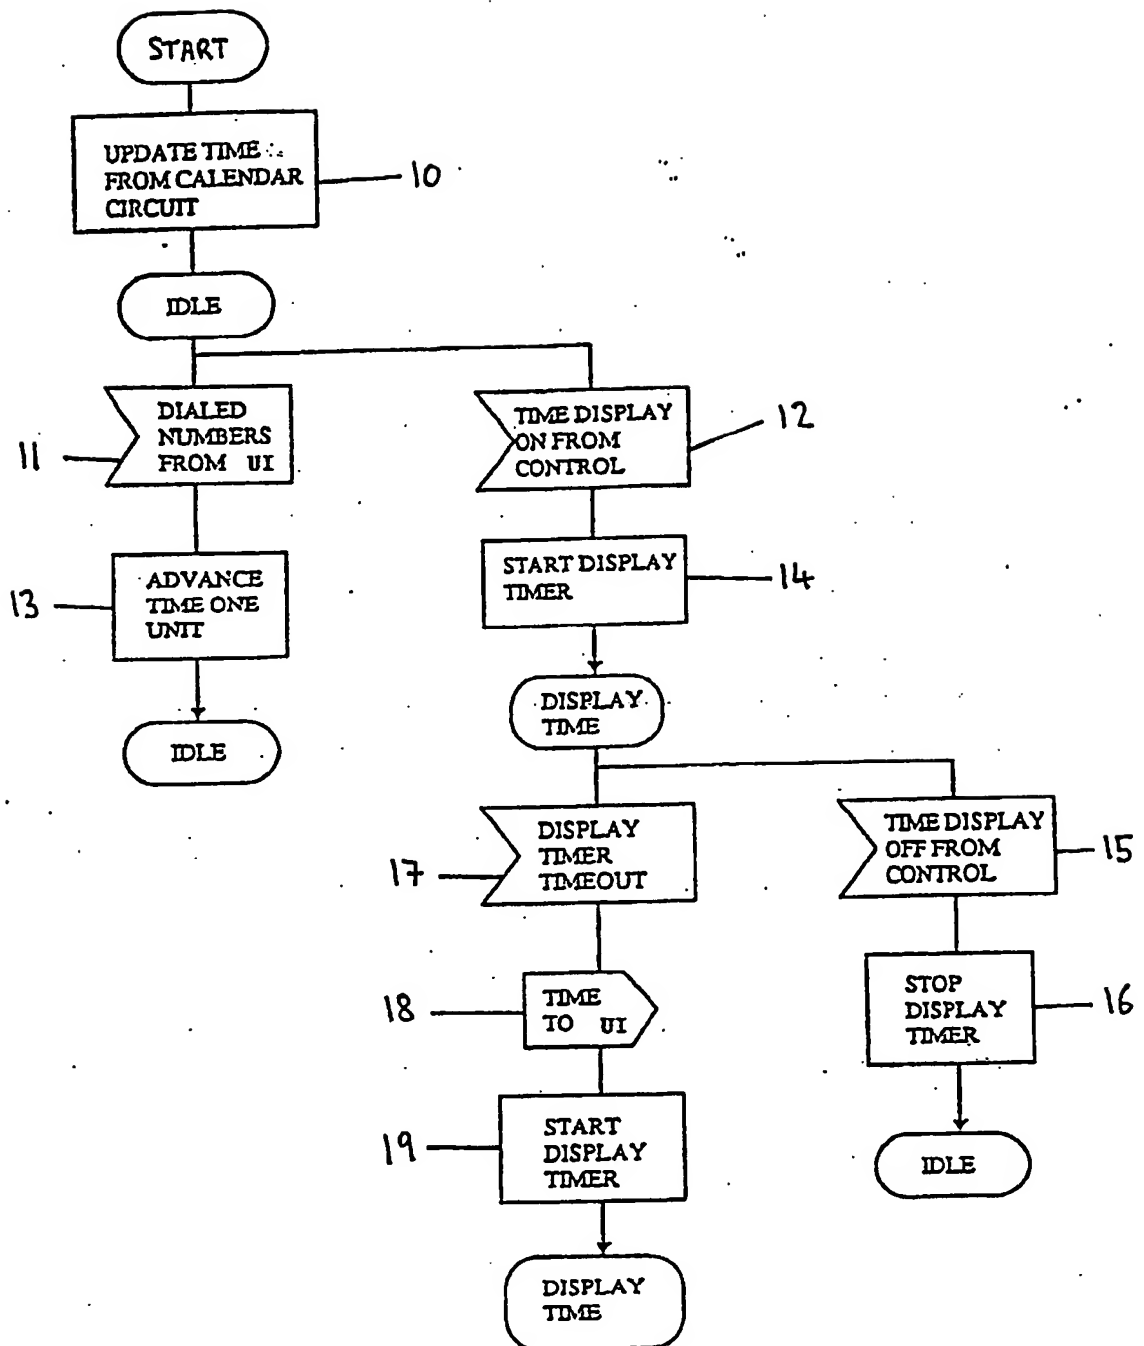 START
UPDATE TIME
FROM CALENDAR
CIRCUIT
10
IDLE
DIALED
NUMBERS
FROM UI
11
TIME DISPLAY
ON FROM
CONTROL
12
ADVANCE
TIME ONE
UNIT
13
START DISPLAY
TIMER
14
IDLE
DISPLAY
TIME
DISPLAY
TIMER
TIMEOUT
17
TIME DISPLAY
OFF FROM
CONTROL
15
TIME
TO UI
18
STOP
DISPLAY
TIMER
16
START
DISPLAY
TIMER
19
IDLE
DISPLAY
TIME